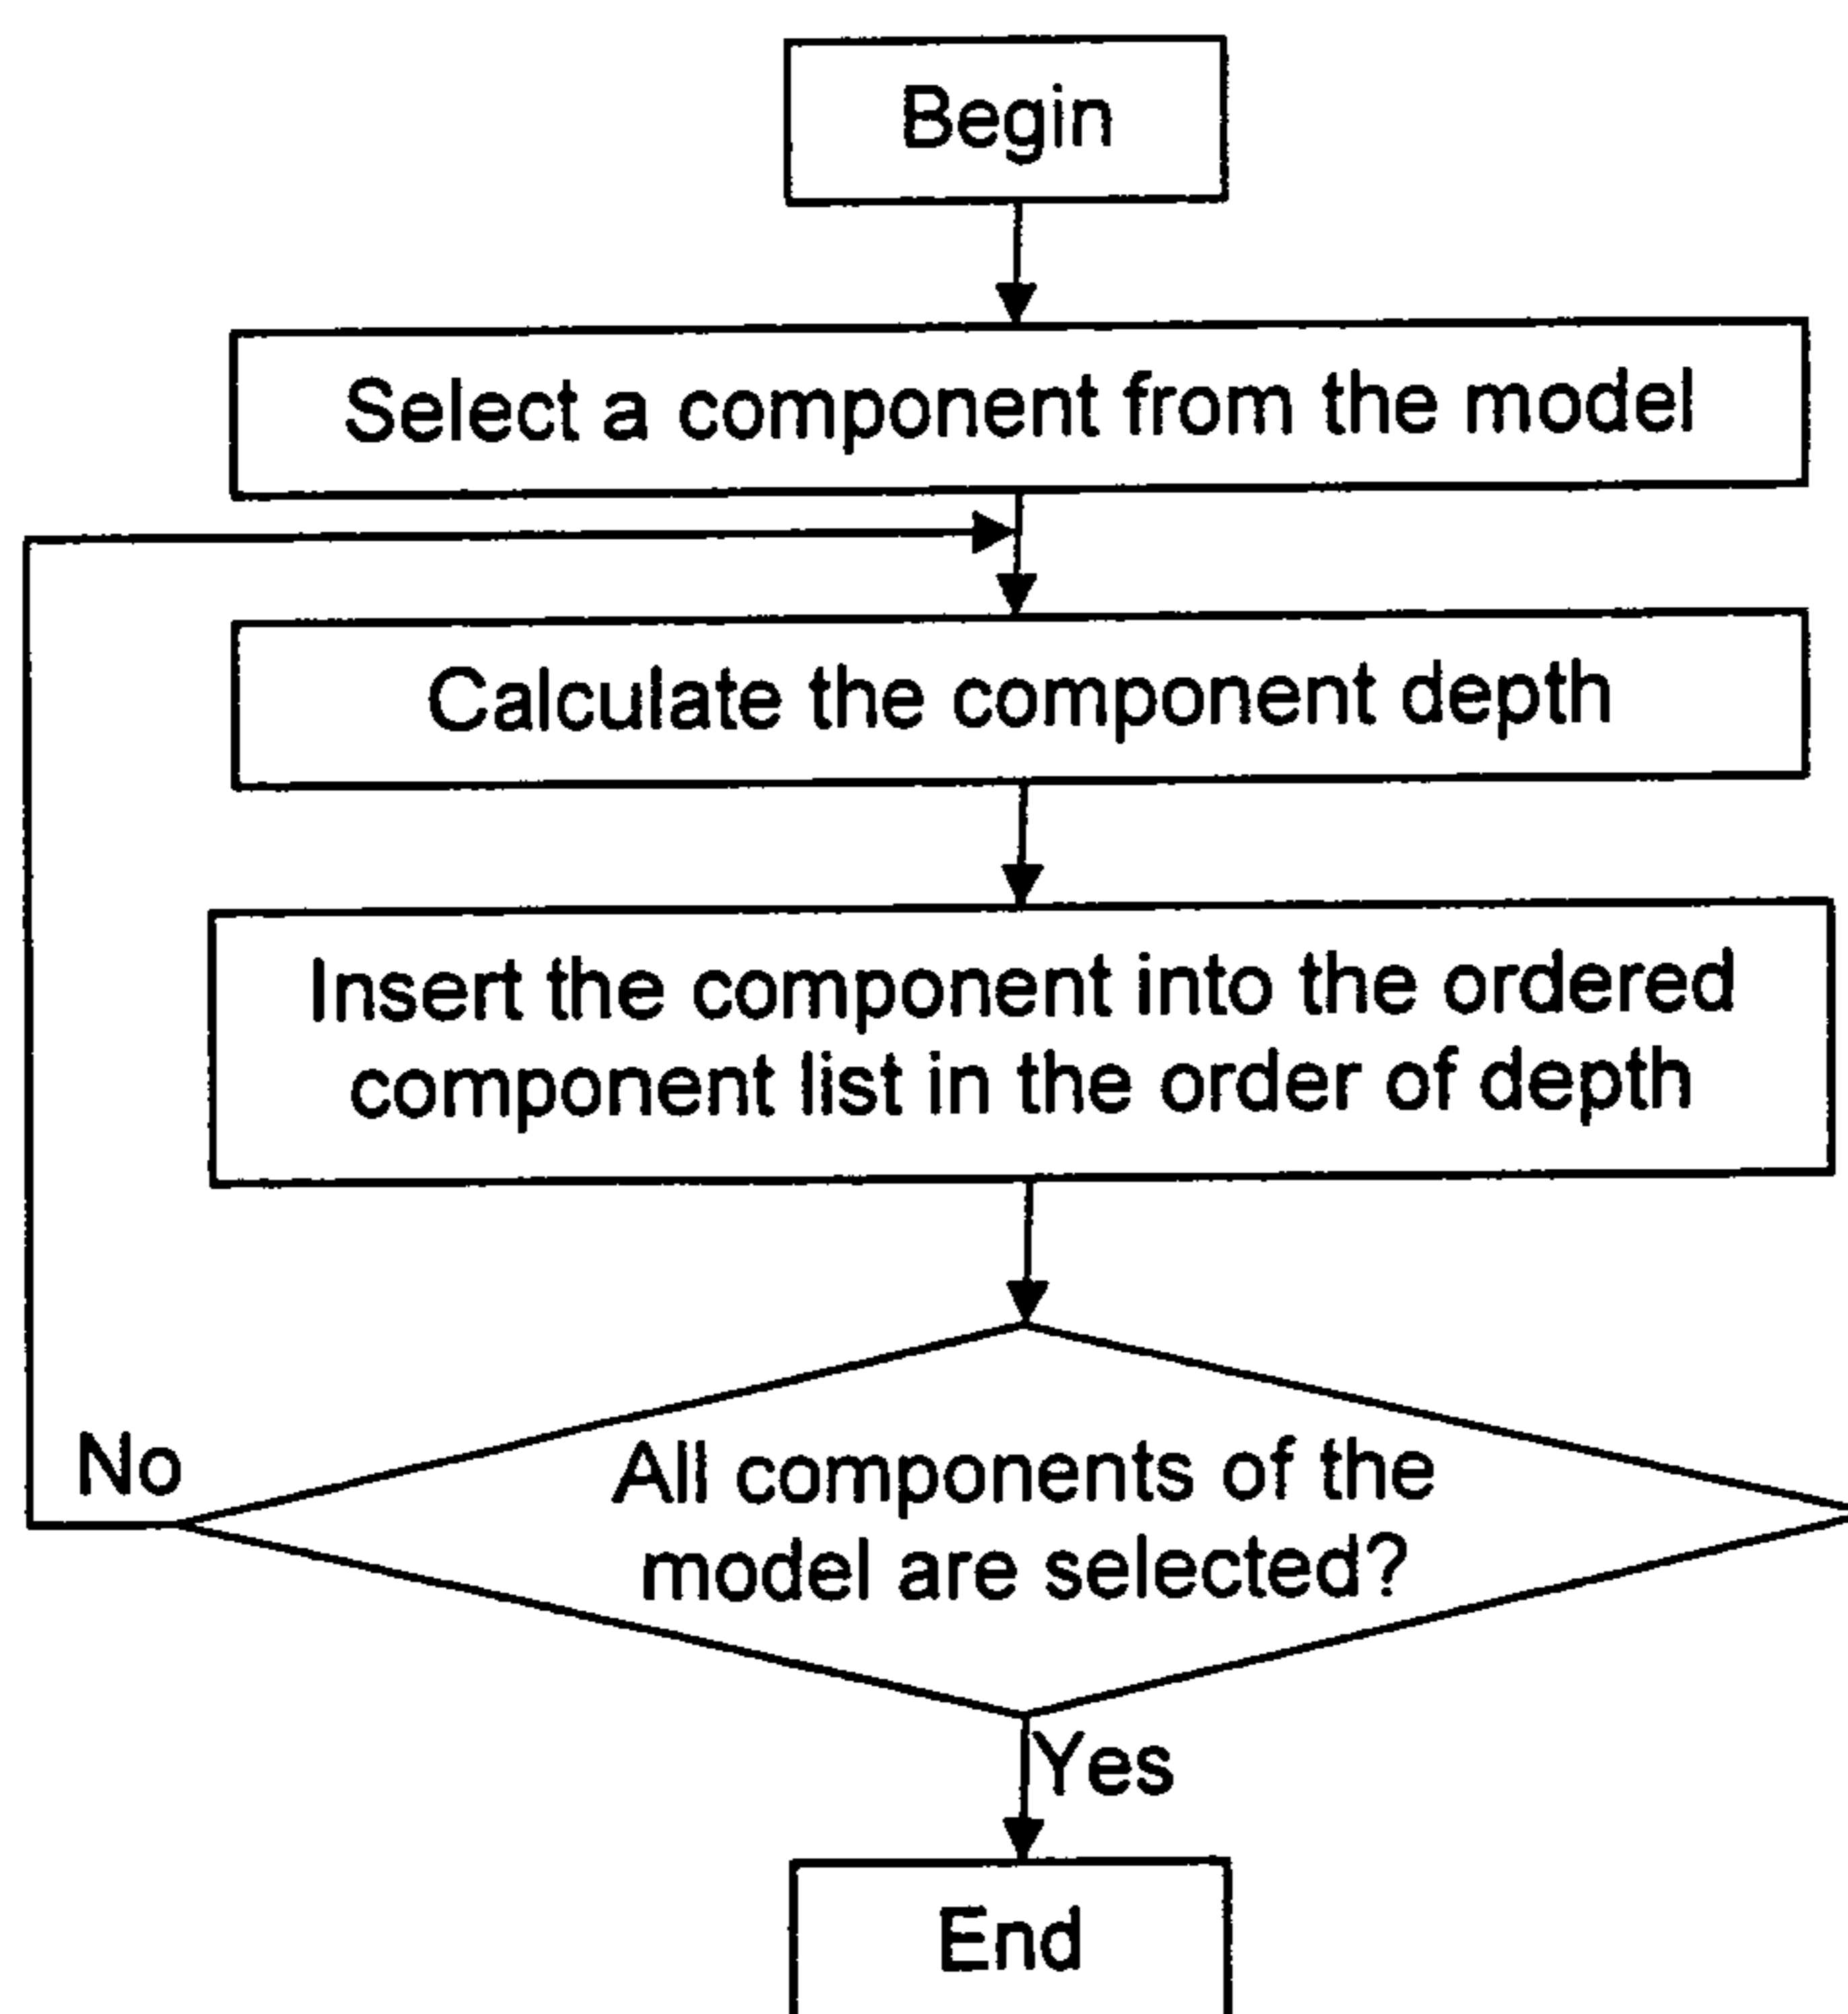 Begin
Select a component from the model
Calculate the component depth
Insert the component into the ordered
component list in the order of depth
No
All components of the
model are selected?
Yes
End